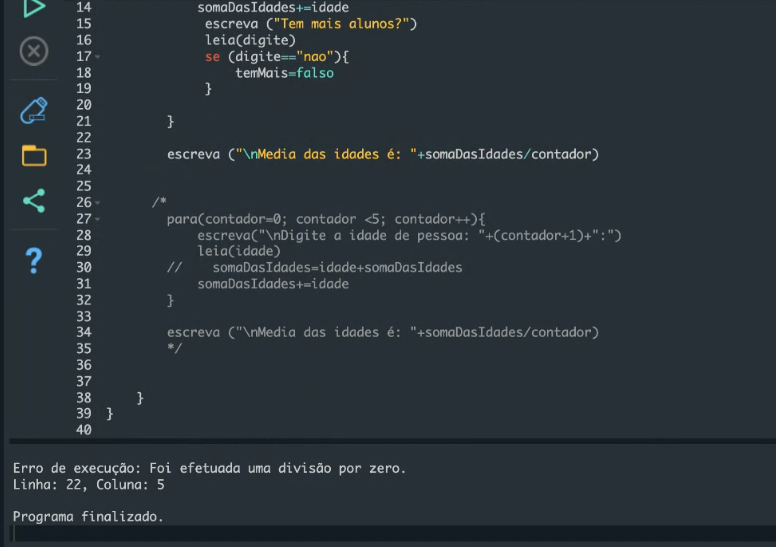 14 somaDasIdades+=idade
15 escreva ("Tem mais alunos?")
16 leia(digite)
17 se (digite=="nao"){
18 temMais=falso
19 }
20
21 }
22
23 escreva ("\nMedia das idades é: "+somaDasIdades/contador)
24
25
26 /*
27 para(contador=0; contador <5; contador++){
28 escreva("\nDigite a idade de pessoa: "+(contador+1)+":")
29 leia(idade)
30 // somaDasIdades=idade+somaDasIdades
31 somaDasIdades+=idade
32 }
33
34 escreva ("\nMedia das idades é: "+somaDasIdades/contador)
35 */
36
37
38 }
39 }
40
Erro de execução: Foi efetuada uma divisão por zero.
Linha: 22, Coluna: 5
Programa finalizado.